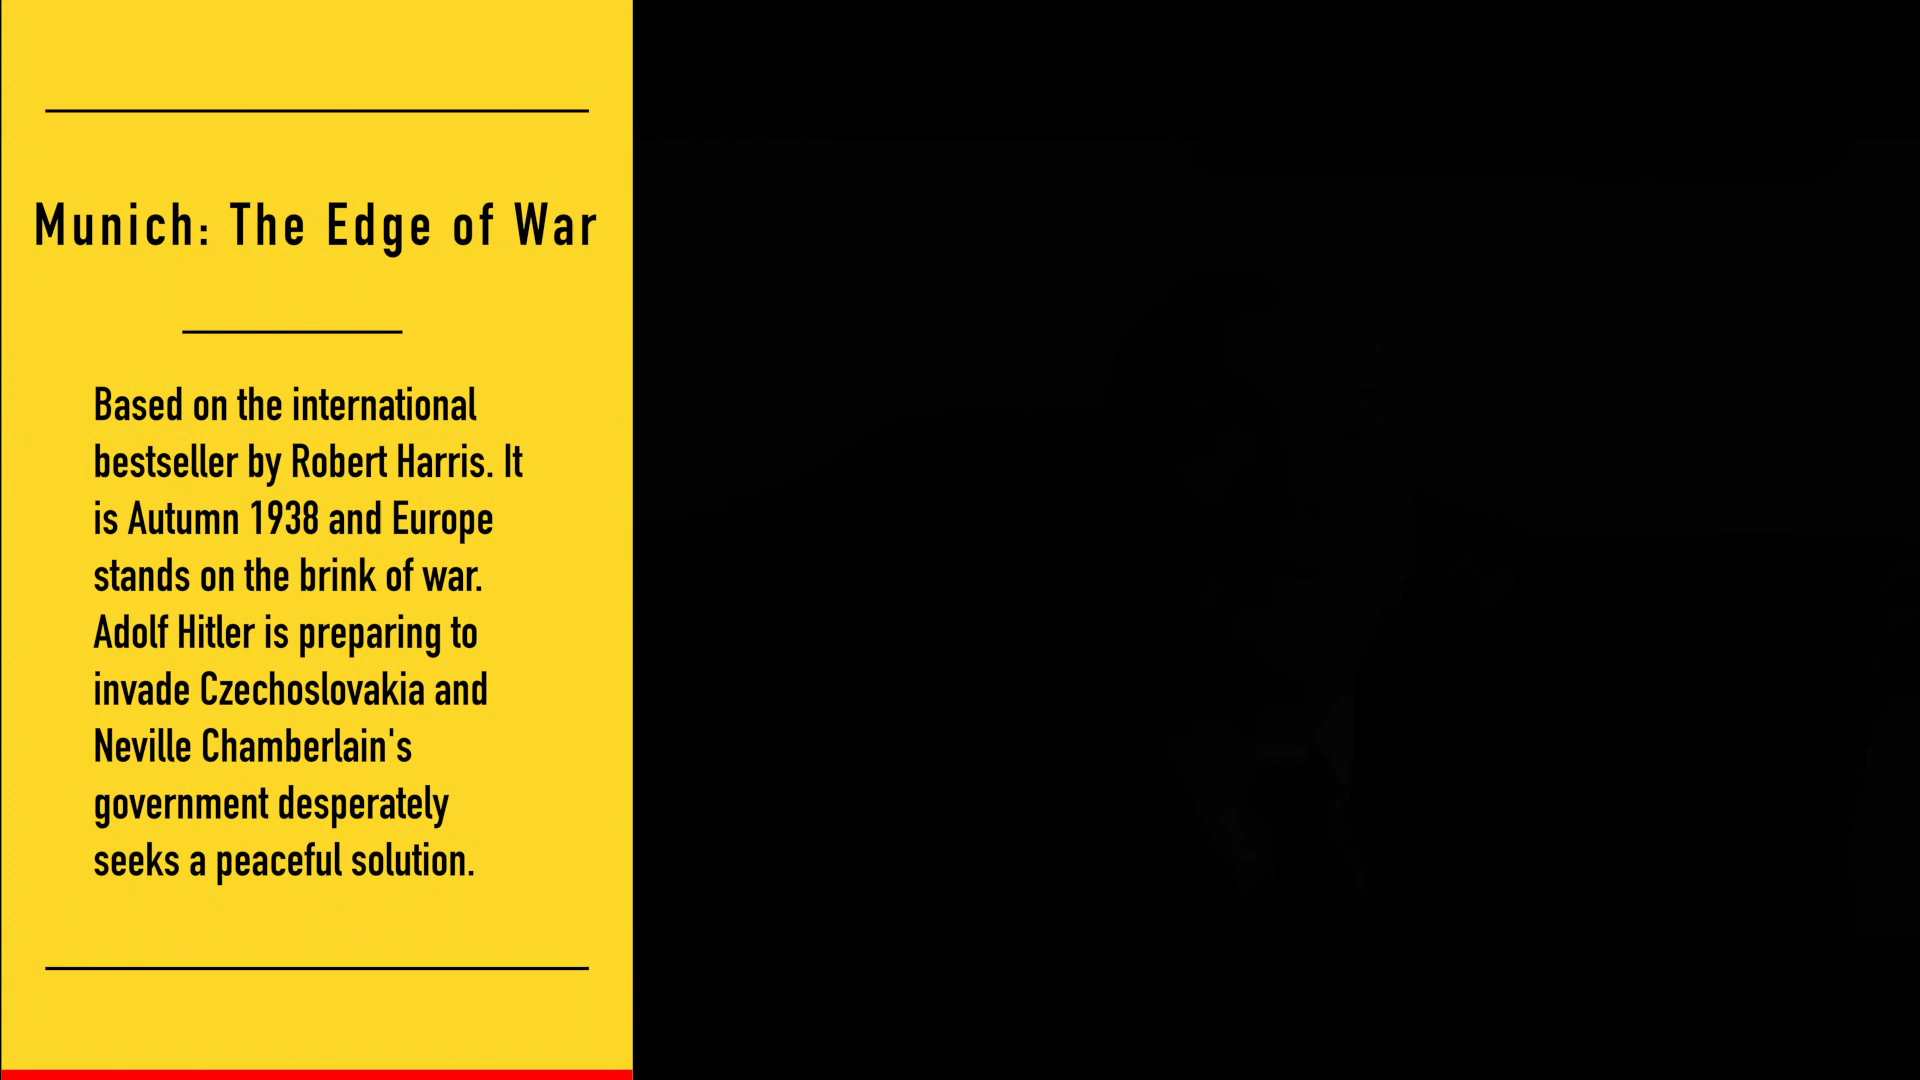 Munich: The Edge of War
Based on the international
bestseller by Robert Harris. It
is Autumn 1938 and Europe
stands on the brink of war.
Adolf Hitler is preparing to
invade Czechoslovakia and
Neville Chamberlain's
government desperately
seeks a peaceful solution.